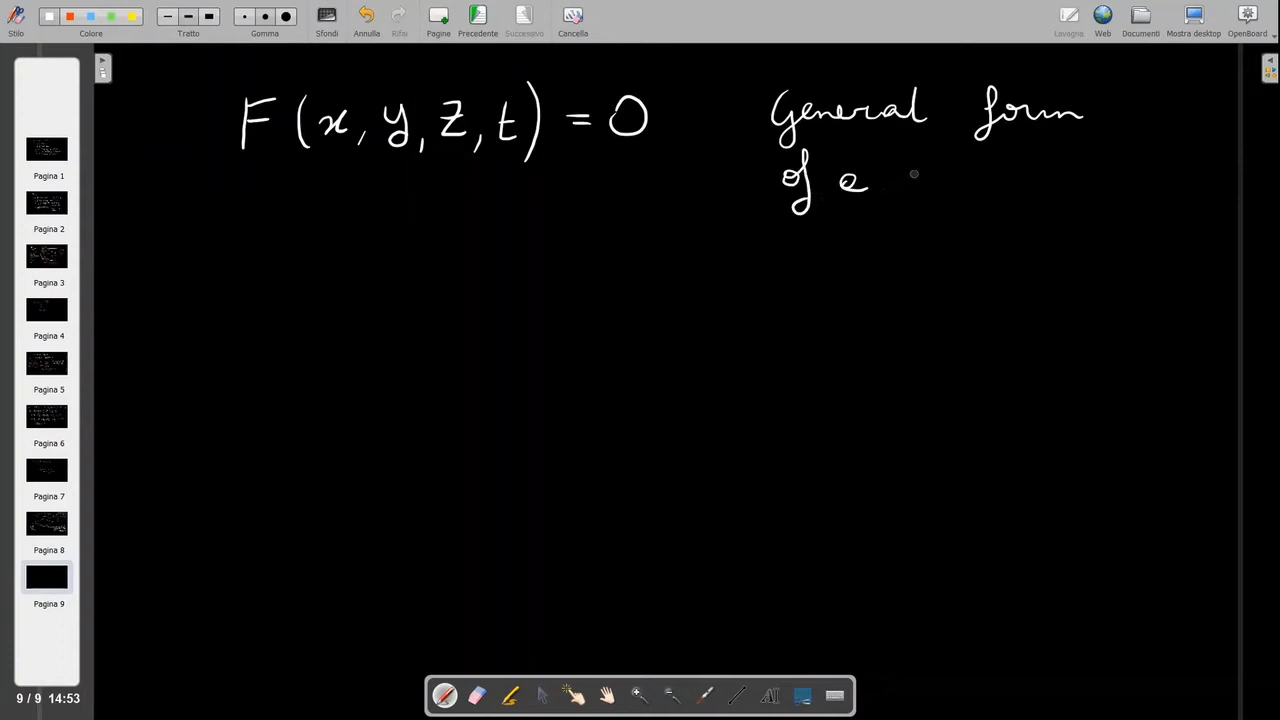 Stilo Colore Tratto Gomma Sfondi Annulla Rifai Pagine Precedente Successivo Cancella Lavagna Web Documenti Mostra desktop OpenBoard
F (x, y, z, t) = 0 General form
of a
Pagina 1
Pagina 2
Pagina 3
Pagina 4
Pagina 5
Pagina 6
Pagina 7
Pagina 8
Pagina 9
9 / 9 14:53